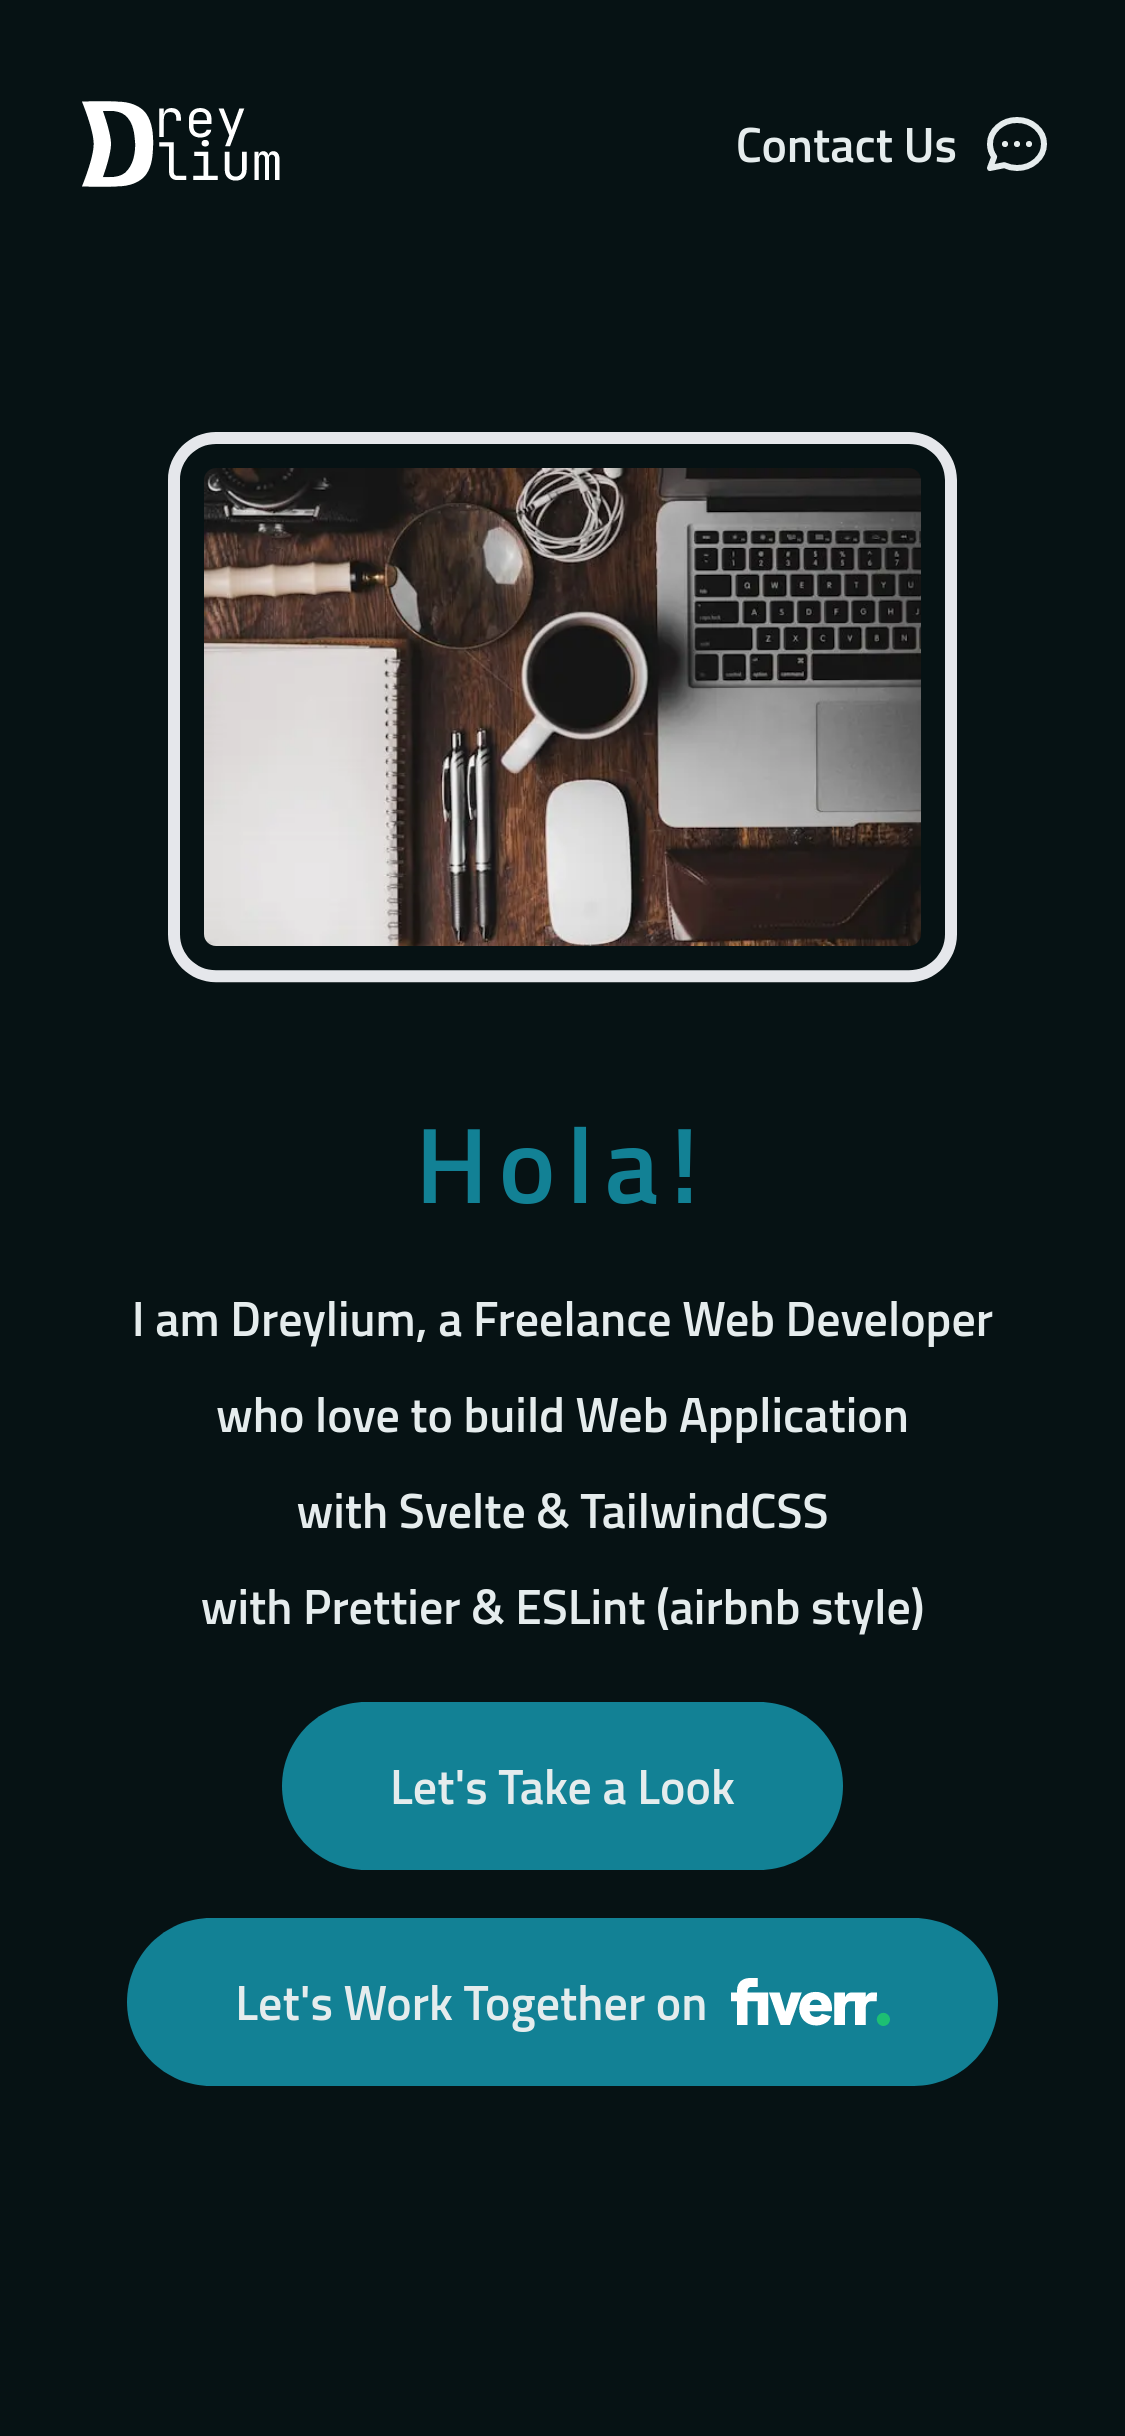 Drey
lium
Contact Us
Hola!
I am Dreylium, a Freelance Web Developer
who love to build Web Application
with Svelte & TailwindCSS
with Prettier & ESLint (airbnb style)
Let's Take a Look
Let's Work Together on fiverr.